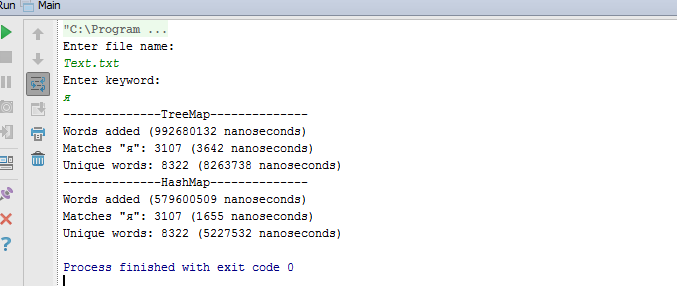 Run Main
"C:\Program ...
Enter file name:
Text.txt
Enter keyword:
я
--------------TreeMap--------------
Words added (992680132 nanoseconds)
Matches "я": 3107 (3642 nanoseconds)
Unique words: 8322 (8263738 nanoseconds)
--------------HashMap--------------
Words added (579600509 nanoseconds)
Matches "я": 3107 (1655 nanoseconds)
Unique words: 8322 (5227532 nanoseconds)
Process finished with exit code 0